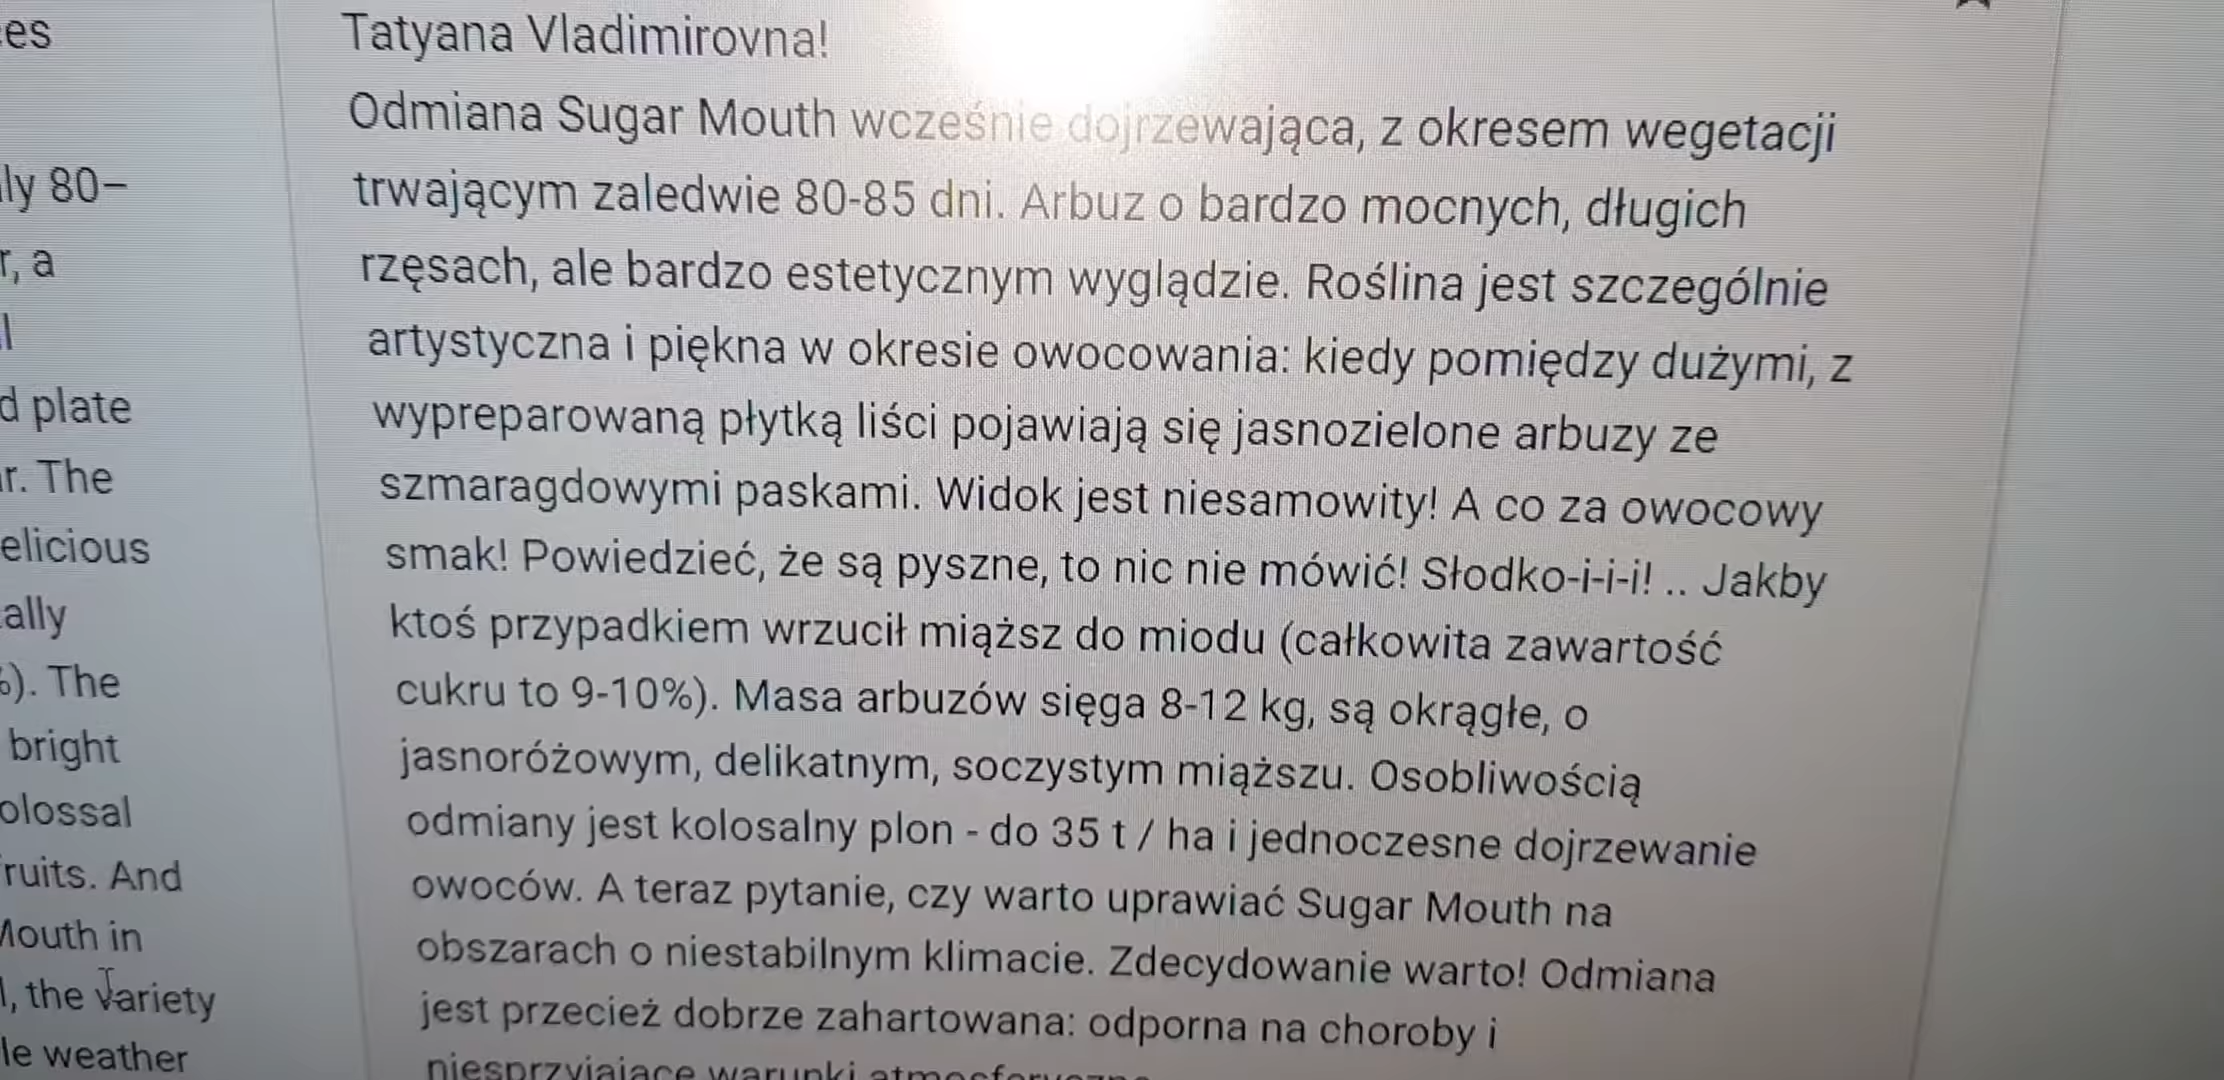 es
ly 80–
r, a
l
d plate
r. The
elicious
ally
). The
bright
olossal
ruits. And
Mouth in
l, the variety
le weather
Tatyana Vladimirovna!
Odmiana Sugar Mouth wcześnie dojrzewająca, z okresem wegetacji
trwającym zaledwie 80-85 dni. Arbuz o bardzo mocnych, długich
rzęsach, ale bardzo estetycznym wyglądzie. Roślina jest szczególnie
artystyczna i piękna w okresie owocowania: kiedy pomiędzy dużymi, z
wypreparowaną płytką liści pojawiają się jasnozielone arbuzy ze
szmaragdowymi paskami. Widok jest niesamowity! A co za owocowy
smak! Powiedzieć, że są pyszne, to nic nie mówić! Słodko-i-i-i! .. Jakby
ktoś przypadkiem wrzucił miąższ do miodu (całkowita zawartość
cukru to 9-10%). Masa arbuzów sięga 8-12 kg, są okrągłe, o
jasnoróżowym, delikatnym, soczystym miąższu. Osobliwością
odmiany jest kolosalny plon - do 35 t / ha i jednoczesne dojrzewanie
owoców. A teraz pytanie, czy warto uprawiać Sugar Mouth na
obszarach o niestabilnym klimacie. Zdecydowanie warto! Odmiana
jest przecież dobrze zahartowana: odporna na choroby i
niesprzyjające warunki atmosferyczne